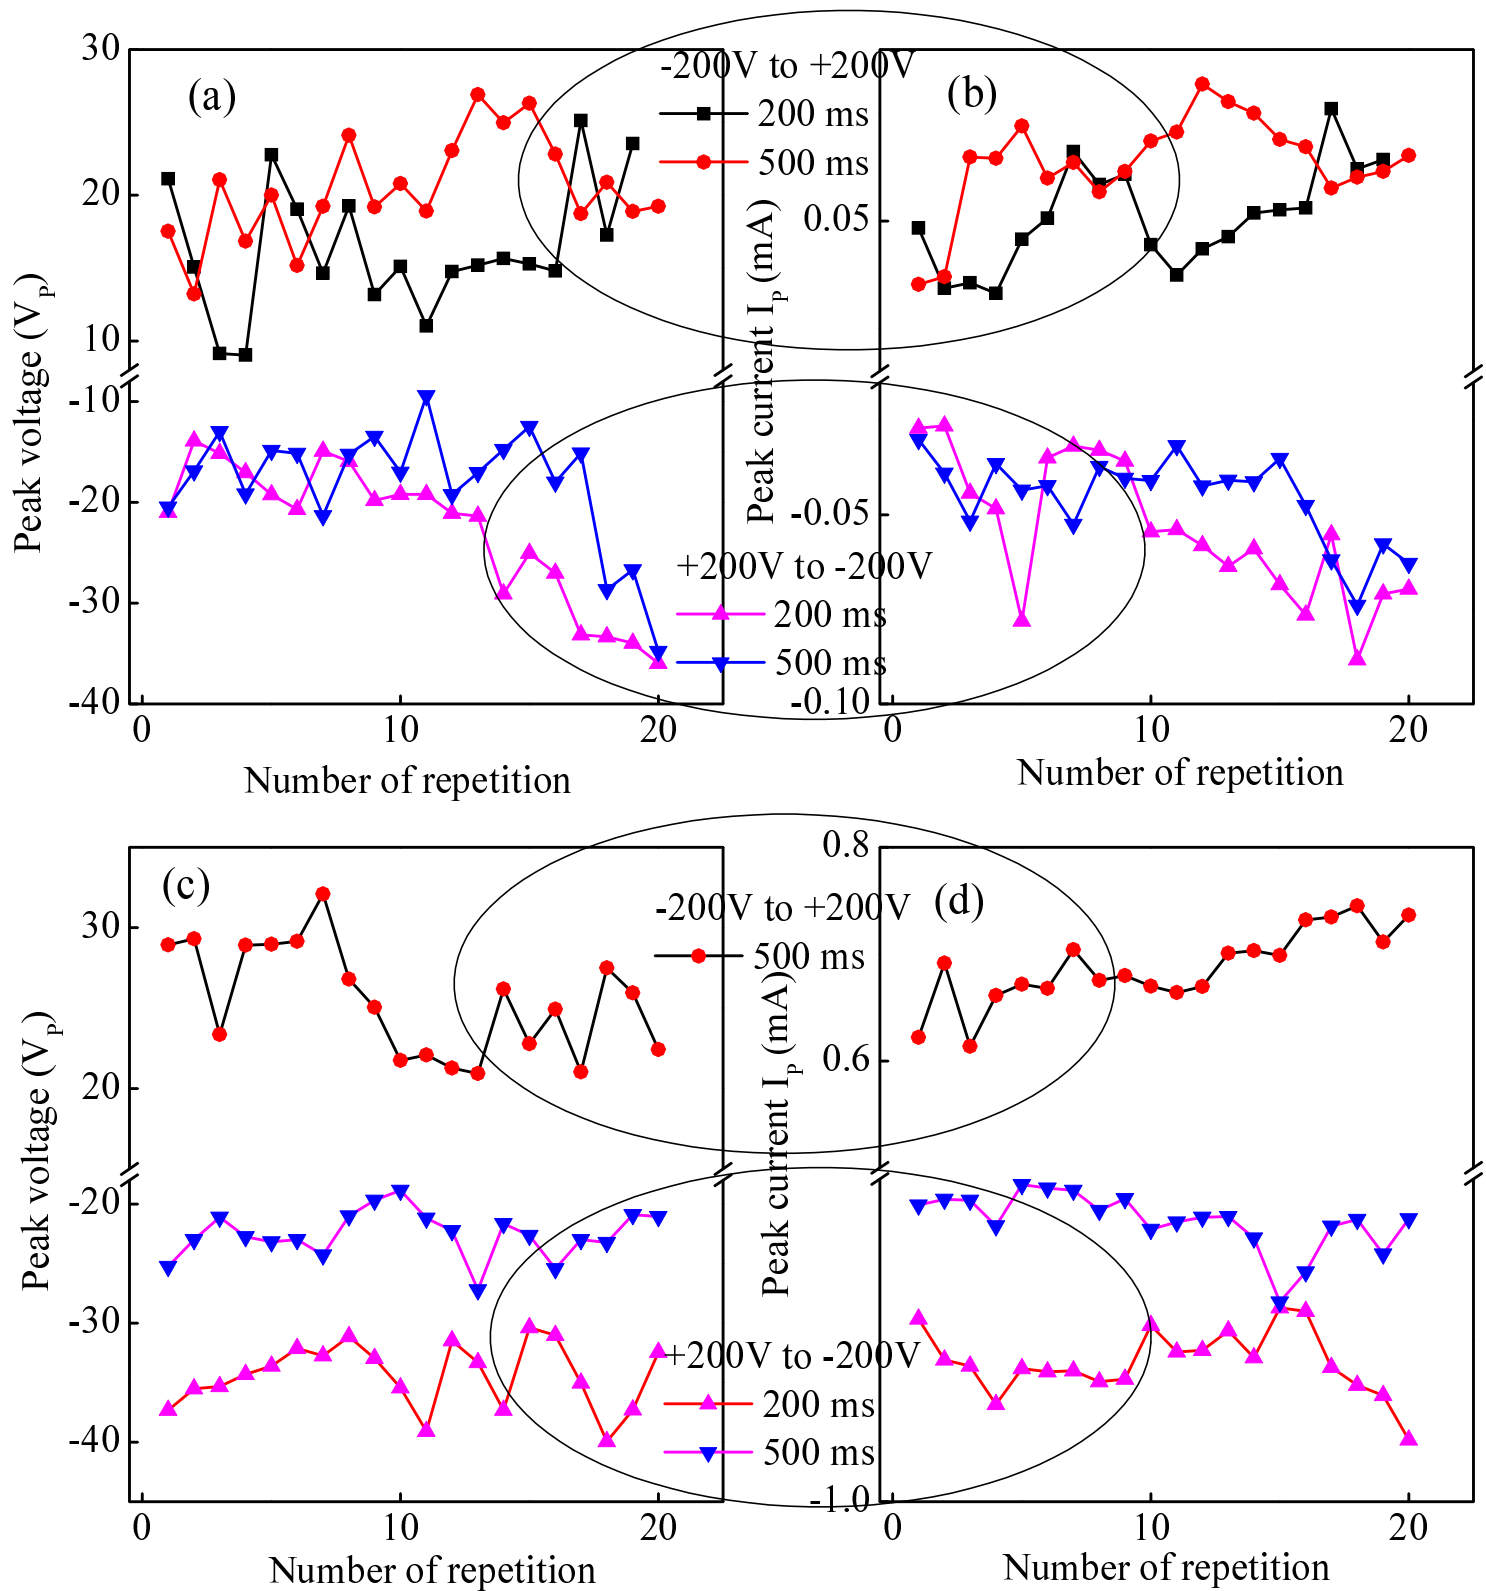 30
20
10
-10
-20
-30
-40
0
10
20
Peak voltage (VP)
Number of repetition
(a)
-200V to +200V
200 ms
500 ms
+200V to -200V
200 ms
500 ms
(b)
0.05
-0.05
-0.10
0
10
20
Peak current IP (mA)
Number of repetition
(c)
30
20
-20
-30
-40
0
10
20
Peak voltage (VP)
Number of repetition
-200V to +200V
500 ms
+200V to -200V
200 ms
500 ms
(d)
0.8
0.6
-1.0
0
10
20
Peak current IP (mA)
Number of repetition